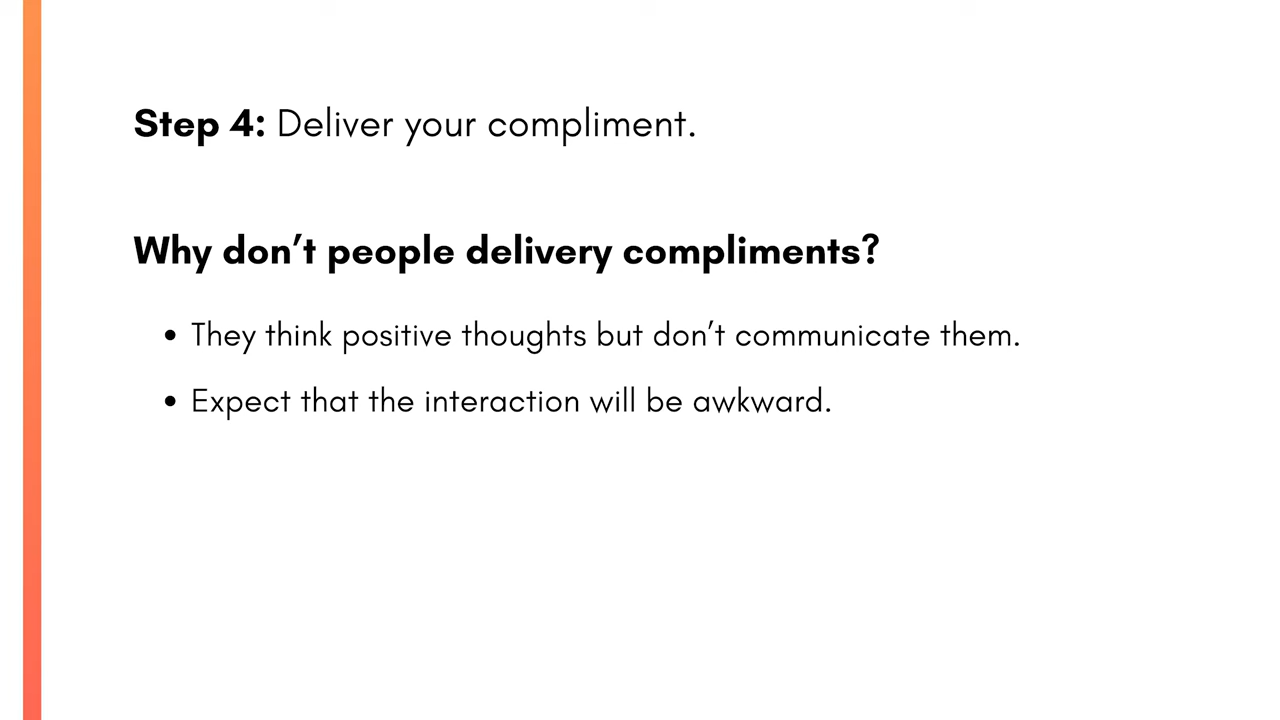 Step 4: Deliver your compliment.
Why don’t people delivery compliments?
• They think positive thoughts but don’t communicate them.
• Expect that the interaction will be awkward.